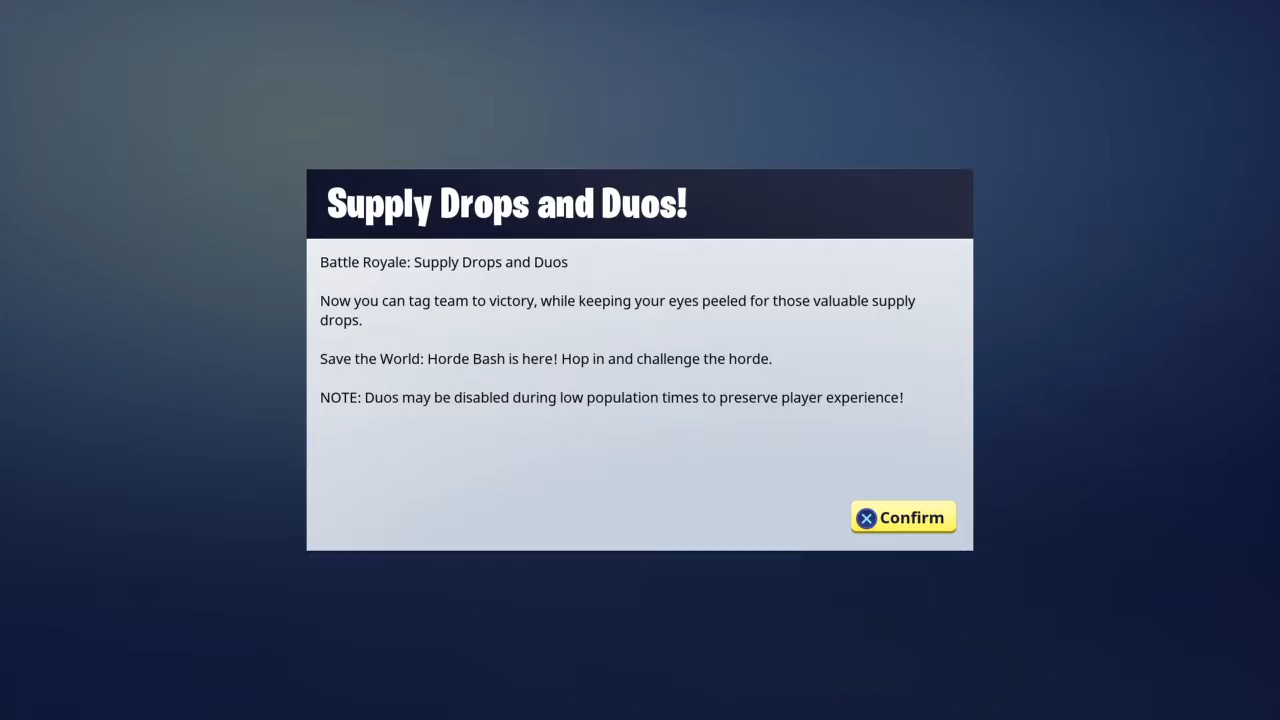 Supply Drops and Duos!
Battle Royale: Supply Drops and Duos
Now you can tag team to victory, while keeping your eyes peeled for those valuable supply
drops.
Save the World: Horde Bash is here! Hop in and challenge the horde.
NOTE: Duos may be disabled during low population times to preserve player experience!
Confirm